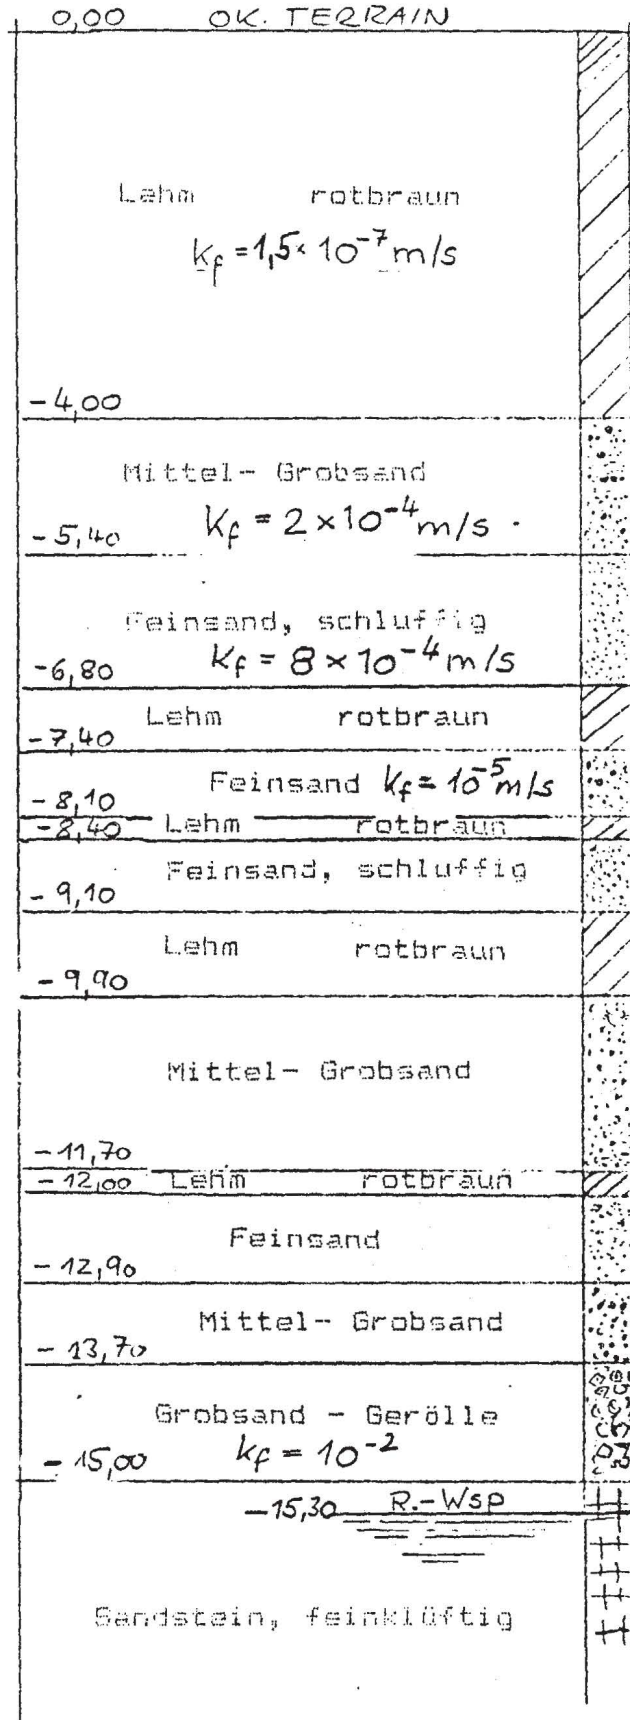 0,00 OK. TERRAIN
Lehm rotbraun
kf = 1,5 × 10⁻⁷ m/s
-4,00
Mittel- Grobsand
kf = 2 × 10⁻⁴ m/s
-5,40
Feinsand, schluffig
kf = 8 × 10⁻⁴ m/s
-6,80
Lehm rotbraun
-7,40
Feinsand kf = 10⁻⁵ m/s
-8,10
-8,40 Lehm rotbraun
Feinsand, schluffig
-9,10
Lehm rotbraun
-9,90
Mittel- Grobsand
-11,70
-12,00 Lehm rotbraun
Feinsand
-12,90
Mittel- Grobsand
-13,70
Grobsand - Gerölle
kf = 10⁻²
-15,00
-15,30 R.-Wsp
Sandstein, feinklüftig